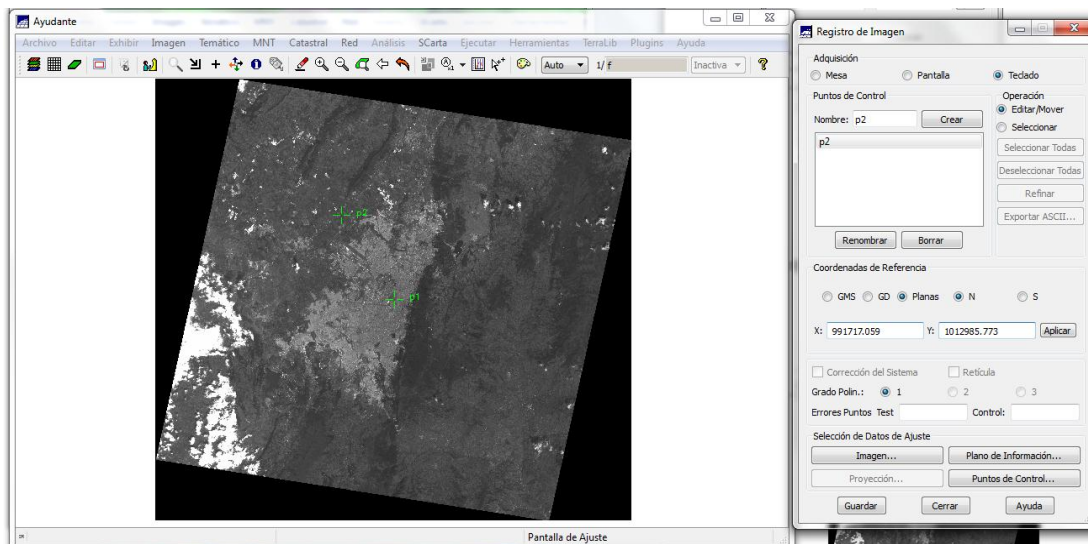 Ayudante
Archivo Editar Exhibir Imagen Temático MNT Catastral Red Análisis SCarta Ejecutar Herramientas TerraLib Plugins Ayuda
Auto 1/ f Inactiva
p2
p1
Pantalla de Ajuste
Registro de Imagen
Adquisición
Mesa Pantalla Teclado
Puntos de Control
Nombre: p2 Crear
p2
Renombrar Borrar
Operación
Editar/Mover
Seleccionar
Seleccionar Todas
Deseleccionar Todas
Refinar
Exportar ASCII...
Coordenadas de Referencia
GMS GD Planas N S
X: 991717.059 Y: 1012985.773 Aplicar
Corrección del Sistema Retícula
Grado Polin.: 1 2 3
Errores Puntos Test Control:
Selección de Datos de Ajuste
Imagen... Plano de Información...
Proyección... Puntos de Control...
Guardar Cerrar Ayuda